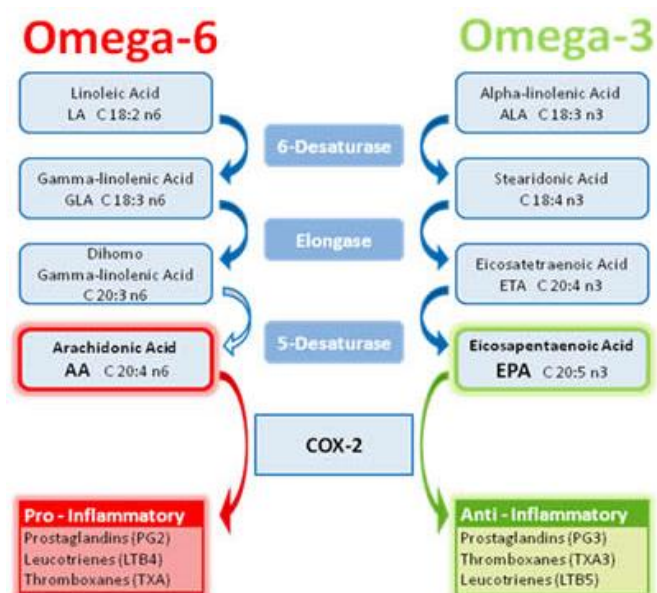 Omega-6
Omega-3
Linoleic Acid
LA C 18:2 n6
Alpha-linolenic Acid
ALA C 18:3 n3
6-Desaturase
Gamma-linolenic Acid
GLA C 18:3 n6
Stearidonic Acid
C 18:4 n3
Elongase
Dihomo
Gamma-linolenic Acid
C 20:3 n6
Eicosatetraenoic Acid
ETA C 20:4 n3
5-Desaturase
Arachidonic Acid
AA C 20:4 n6
Eicosapentaenoic Acid
EPA C 20:5 n3
COX-2
Pro - Inflammatory
Prostaglandins (PG2)
Leucotrienes (LTB4)
Thromboxanes (TXA)
Anti - Inflammatory
Prostaglandins (PG3)
Thromboxanes (TXA3)
Leucotrienes (LTB5)